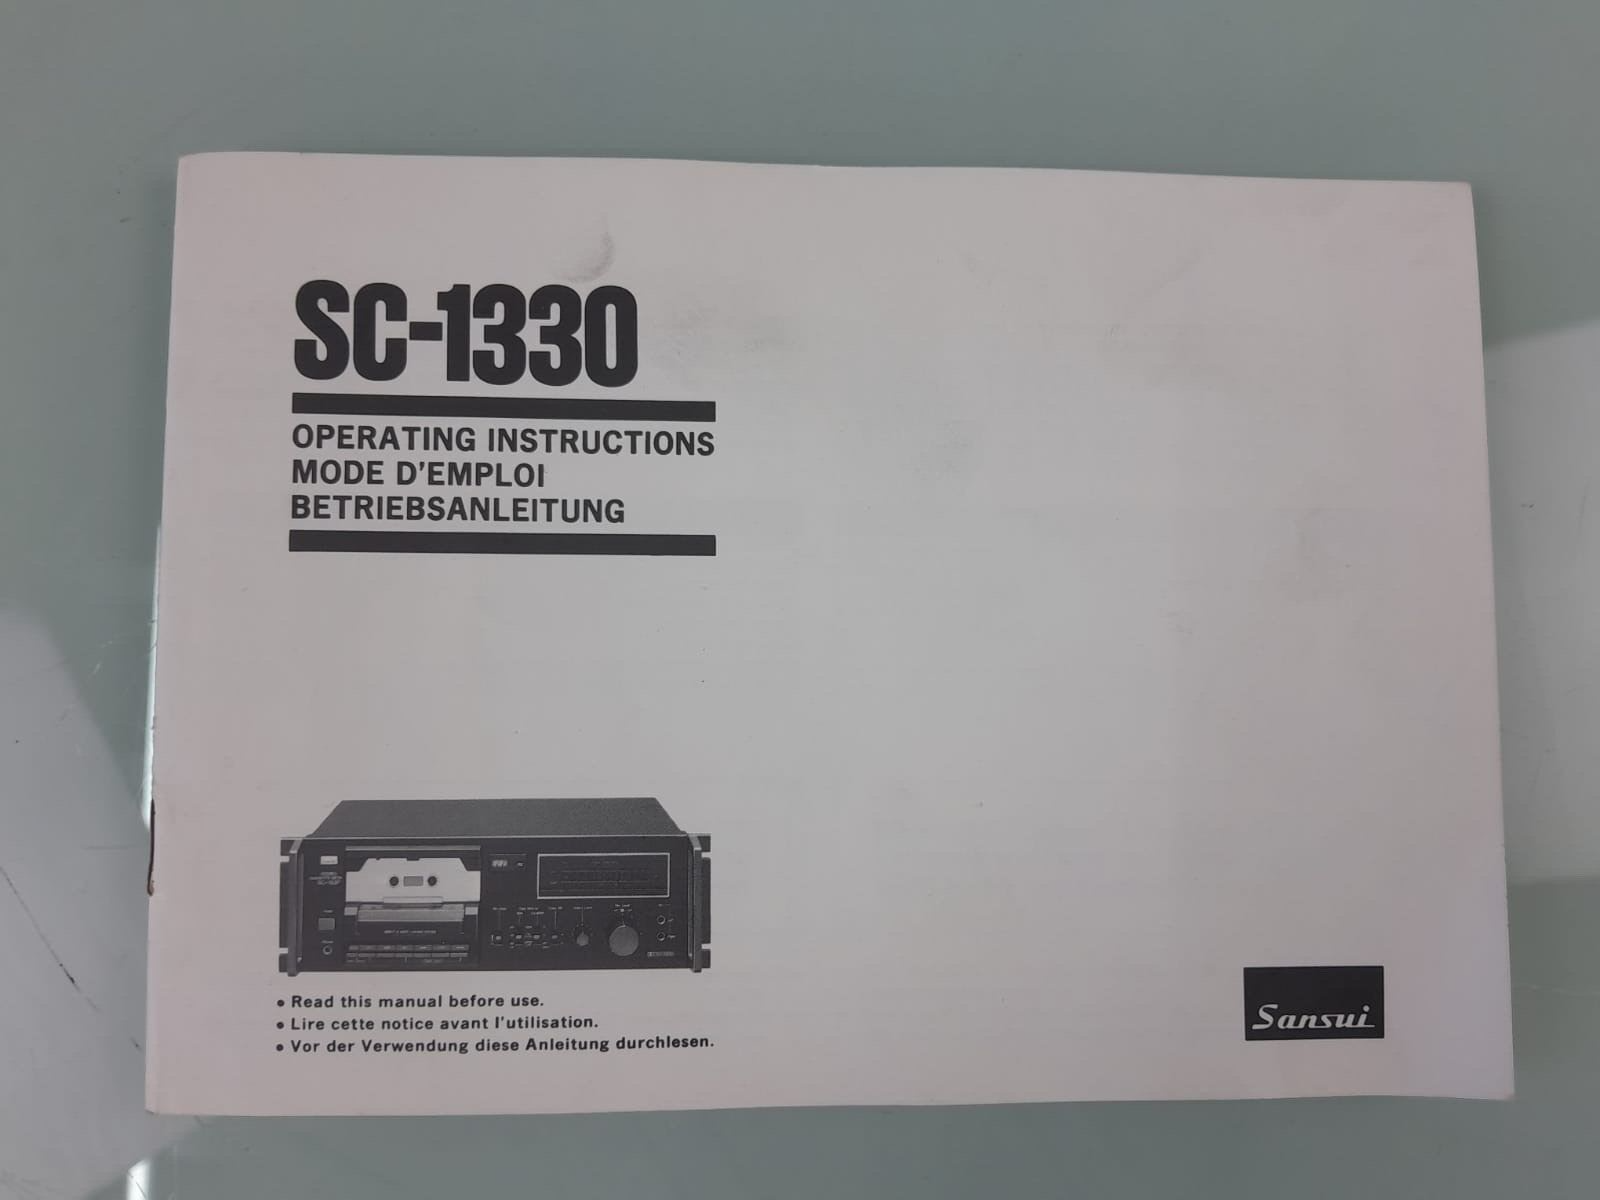 SC-1330
OPERATING INSTRUCTIONS
MODE D'EMPLOI
BETRIEBSANLEITUNG
• Read this manual before use.
• Lire cette notice avant l'utilisation.
• Vor der Verwendung diese Anleitung durchlesen.
Sansui